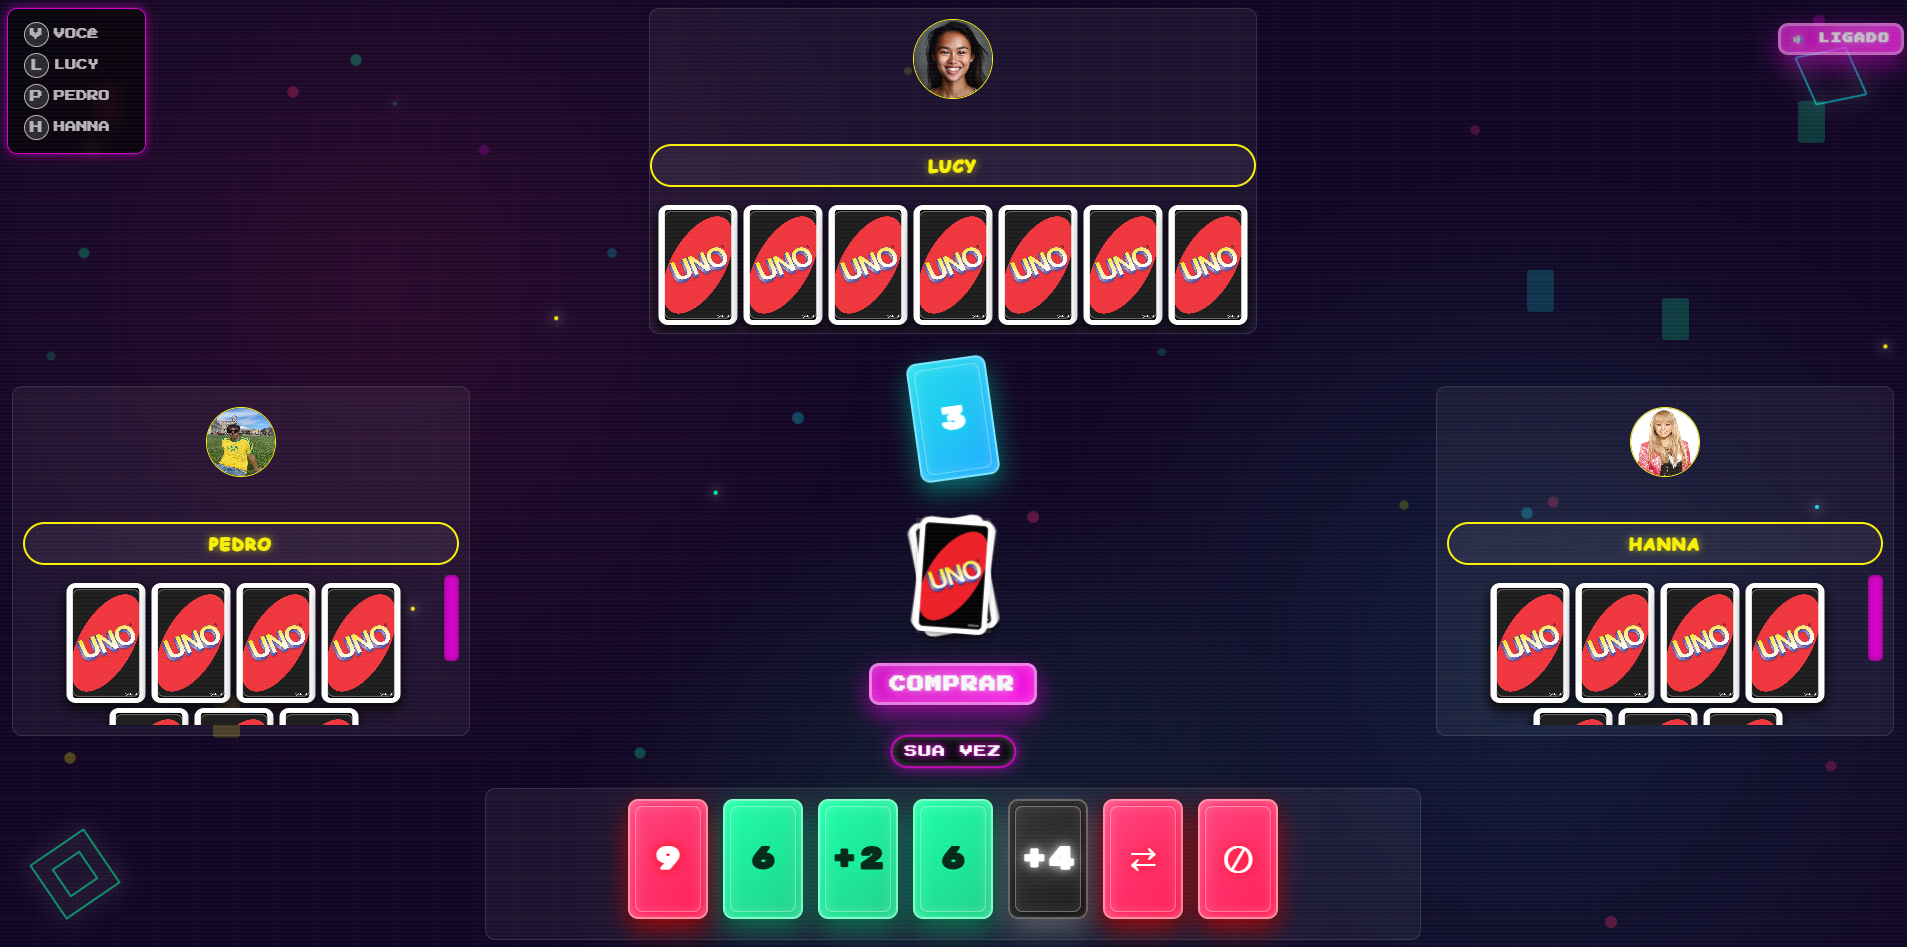 V VOCÊ
L LUCY
P PEDRO
H HANNA
LIGADO
LUCY
UNO UNO UNO UNO UNO UNO UNO
3
PEDRO
HANNA
UNO
UNO UNO UNO UNO
UNO UNO UNO UNO
COMPRAR
SUA VEZ
9 6 +2 6 +4